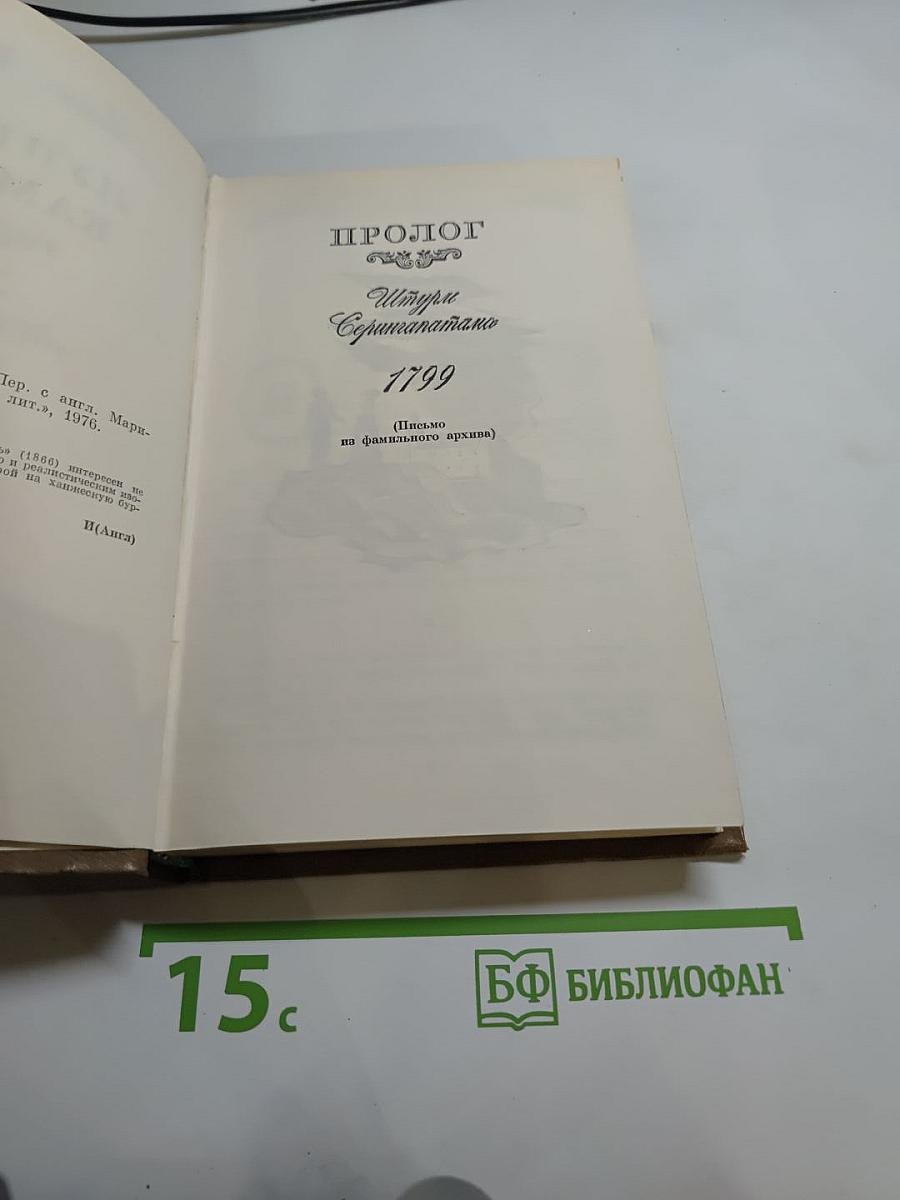 Пер. с англ. Мари-
лит.», 1976.
(1866) интересен не
и реалистическим изо-
на ханжескую бур-
И(Англ)
ПРОЛОГ
Штурм
Серингапатама
1799
(Письмо
из фамильного архива)
15 с
БФ БИБЛИОФАН